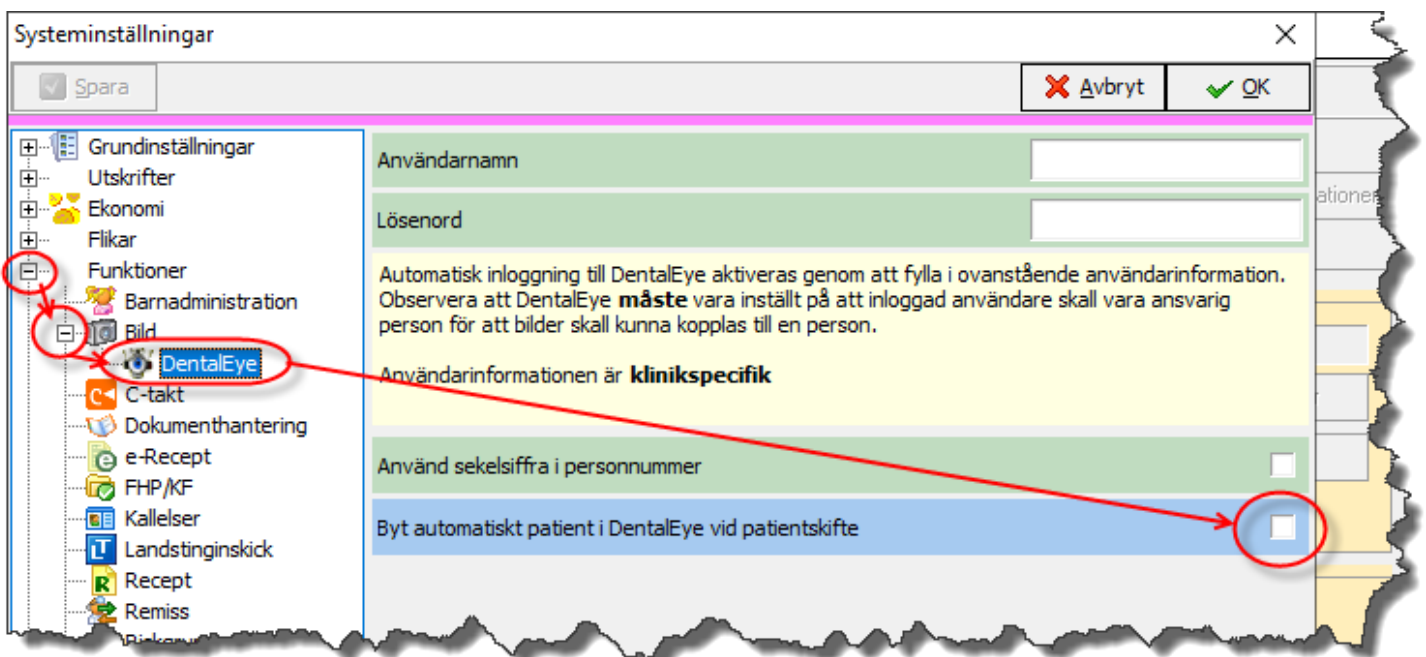 Systeminställningar
Spara
Avbryt
OK
Grundinställningar
Utskrifter
Ekonomi
Flikar
Funktioner
Barnadministration
Bild
DentalEye
C-takt
Dokumenthantering
e-Recept
FHP/KF
Kallelser
Landstinginskick
Recept
Remiss
Användarnamn
Lösenord
Automatisk inloggning till DentalEye aktiveras genom att fylla i ovanstående användarinformation.
Observera att DentalEye måste vara inställt på att inloggad användare skall vara ansvarig
person för att bilder skall kunna kopplas till en person.
Användarinformationen är klinikspecifik
Använd sekelsiffra i personnummer
Byt automatiskt patient i DentalEye vid patientskifte